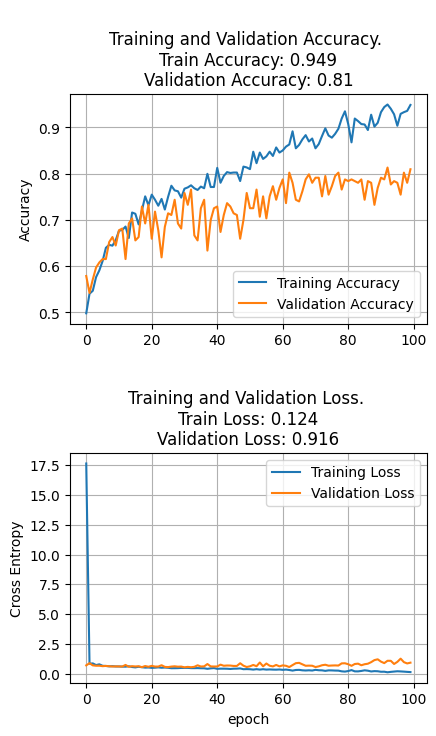 Training and Validation Accuracy.
Train Accuracy: 0.949
Validation Accuracy: 0.81
Accuracy
0.9
0.8
0.7
0.6
0.5
Training Accuracy
Validation Accuracy
0 20 40 60 80 100
Training and Validation Loss.
Train Loss: 0.124
Validation Loss: 0.916
Cross Entropy
17.5
15.0
12.5
10.0
7.5
5.0
2.5
0.0
Training Loss
Validation Loss
0 20 40 60 80 100
epoch